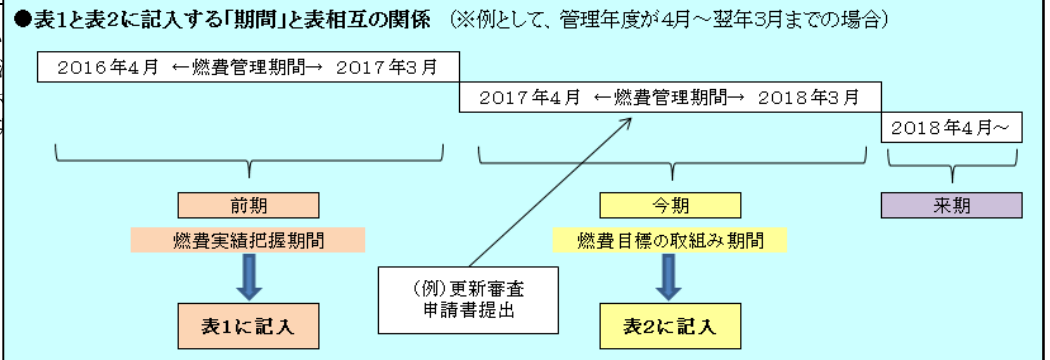 ●表1と表2に記入する「期間」と表相互の関係 （※例として、管理年度が4月～翌年3月までの場合）
2016年4月 ←燃費管理期間→ 2017年3月
2017年4月 ←燃費管理期間→ 2018年3月
2018年4月～
前期
今期
来期
燃費実績把握期間
燃費目標の取組み期間
（例）更新審査
申請書提出
表1に記入
表2に記入